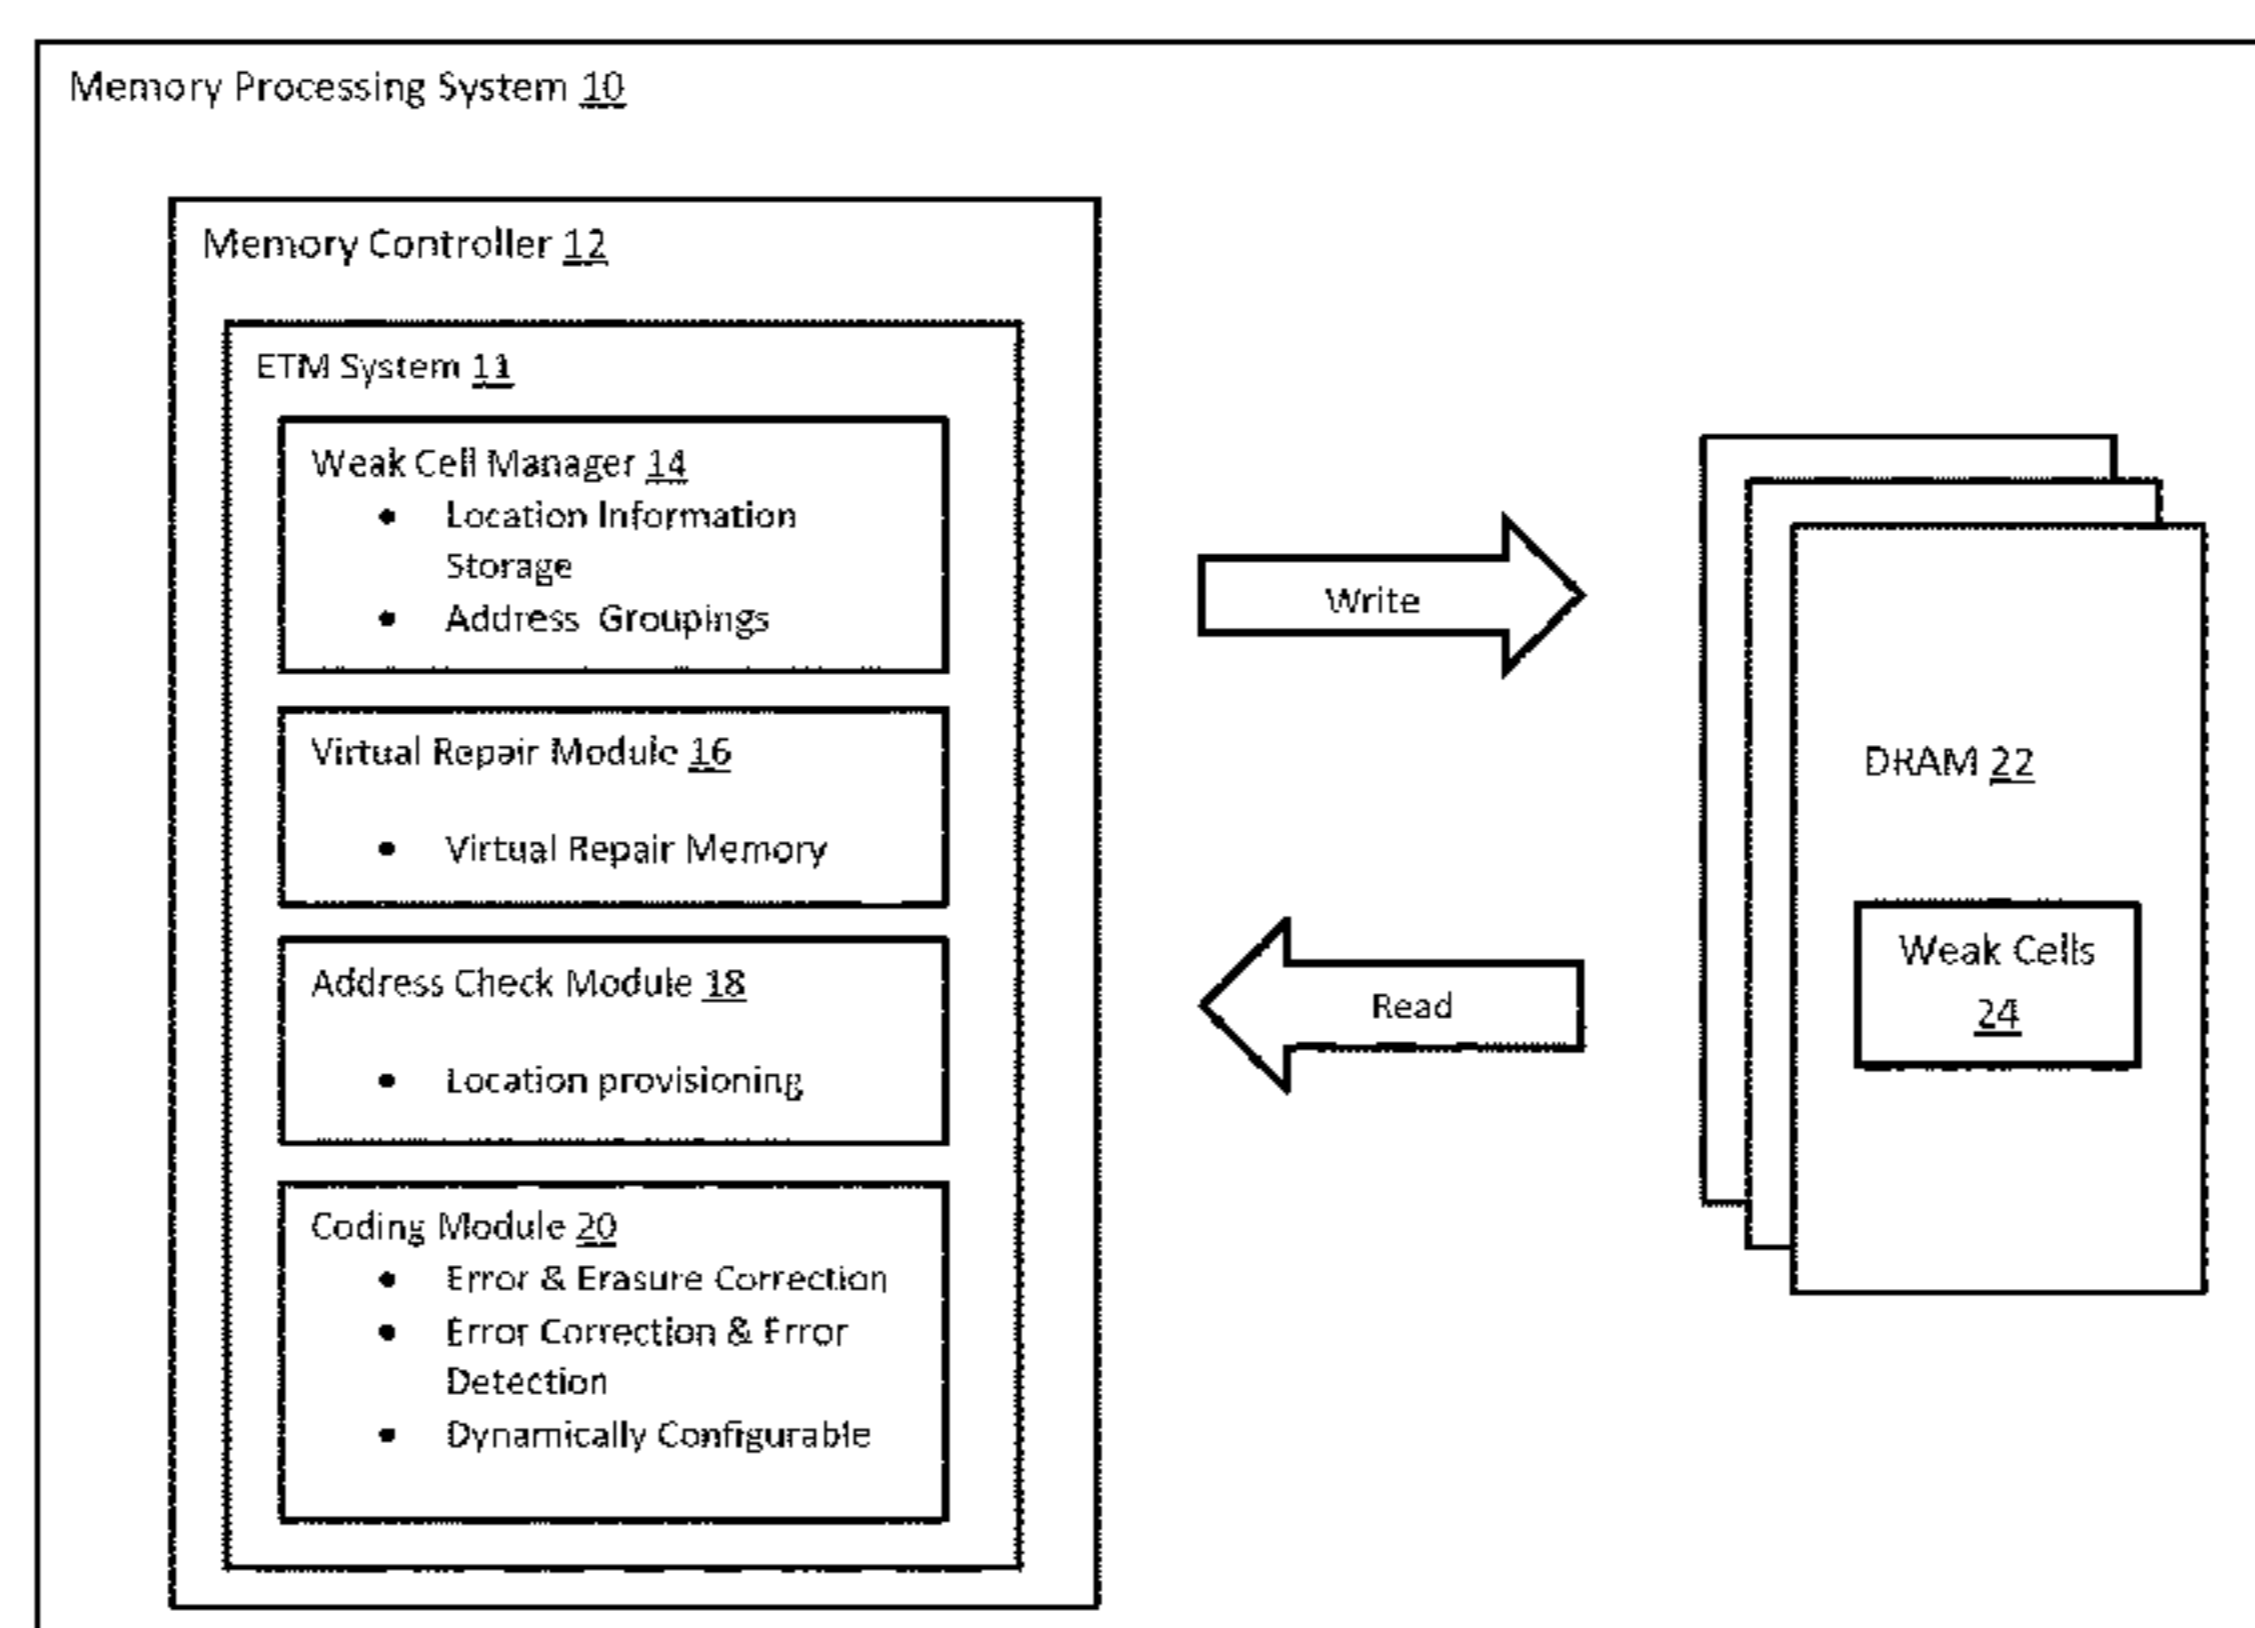 Memory Processing System 10
Memory Controller 12
ETM System 11
Weak Cell Manager 14
• Location Information
Storage
• Address Groupings
Virtual Repair Module 16
• Virtual Repair Memory
Address Check Module 18
• Location provisioning
Coding Module 20
• Error & Erasure Correction
• Error Correction & Error
Detection
• Dynamically Configurable
Write
Read
DRAM 22
Weak Cells
24